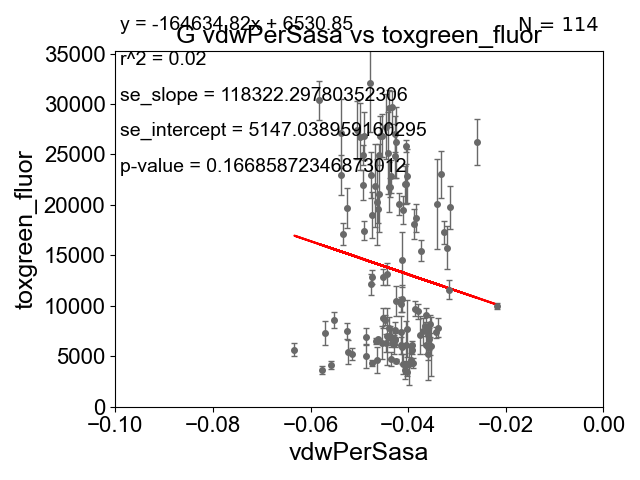 y = -164634.82x + 6530.85
N = 114
G vdwPerSasa vs toxgreen_fluor
r^2 = 0.02
se_slope = 118322.29780352306
se_intercept = 5147.038959160295
p-value = 0.16685872346873012
toxgreen_fluor
35000
30000
25000
20000
15000
10000
5000
0
−0.10 −0.08 −0.06 −0.04 −0.02 0.00
vdwPerSasa